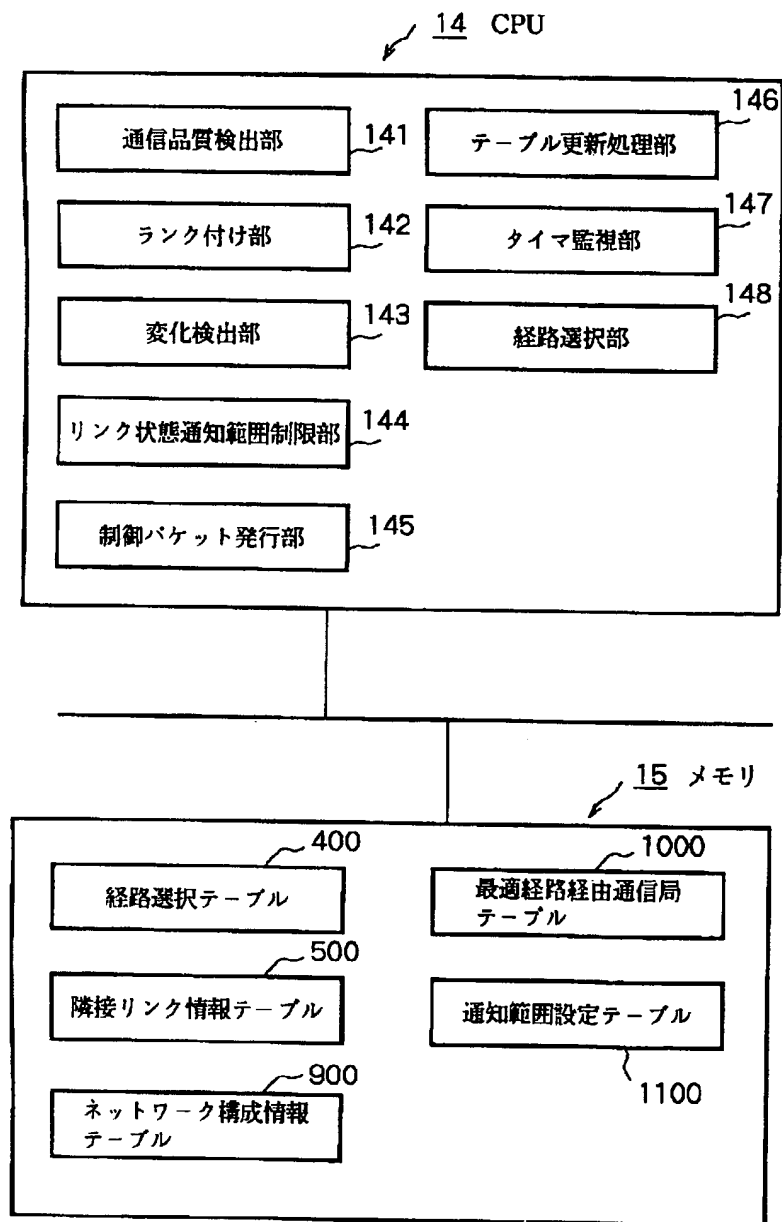 14 CPU
通信品質検出部
141
テーブル更新処理部
146
ランク付け部
142
タイマ監視部
147
変化検出部
143
経路選択部
148
リンク状態通知範囲制限部
144
制御パケット発行部
145
15 メモリ
400
経路選択テーブル
1000
最適経路経由通信局
テーブル
500
隣接リンク情報テーブル
通知範囲設定テーブル
1100
900
ネットワーク構成情報
テーブル